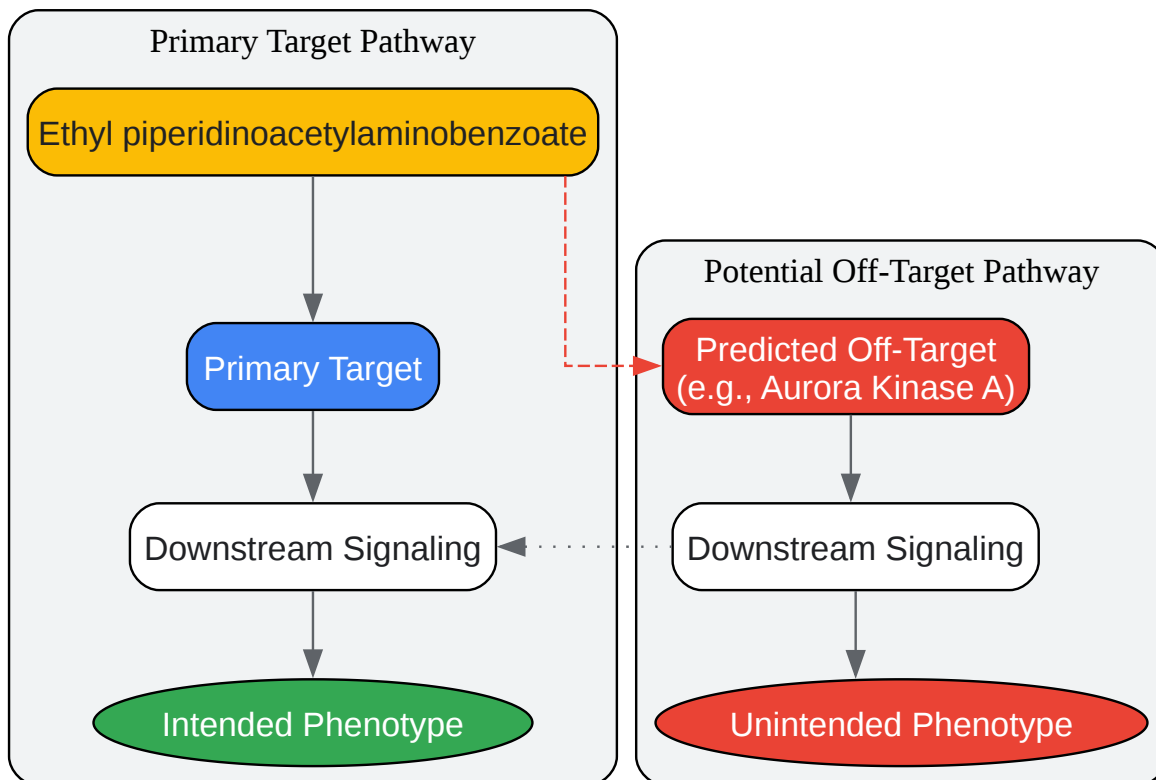 Primary Target Pathway
Ethyl piperidinoacetylaminobenzoate
Primary Target
Downstream Signaling
Intended Phenotype
Potential Off-Target Pathway
Predicted Off-Target
(e.g., Aurora Kinase A)
Downstream Signaling
Unintended Phenotype